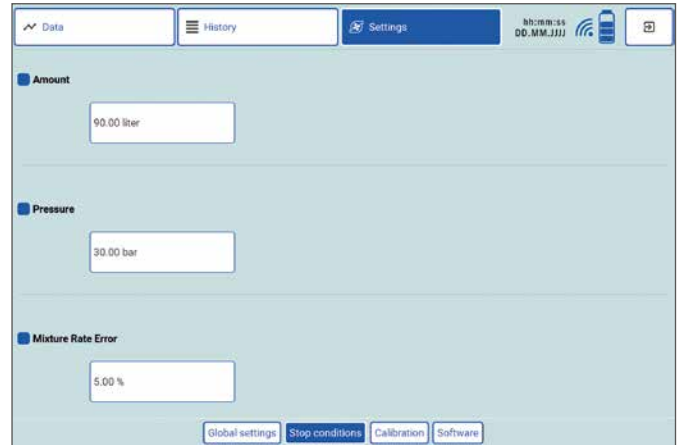 Data
History
Settings
hh:mm:ss
DD.MM.JJJJ
Amount
90.00 liter
Pressure
30.00 bar
Mixture Rate Error
5.00 %
Global settings
Stop conditions
Calibration
Software